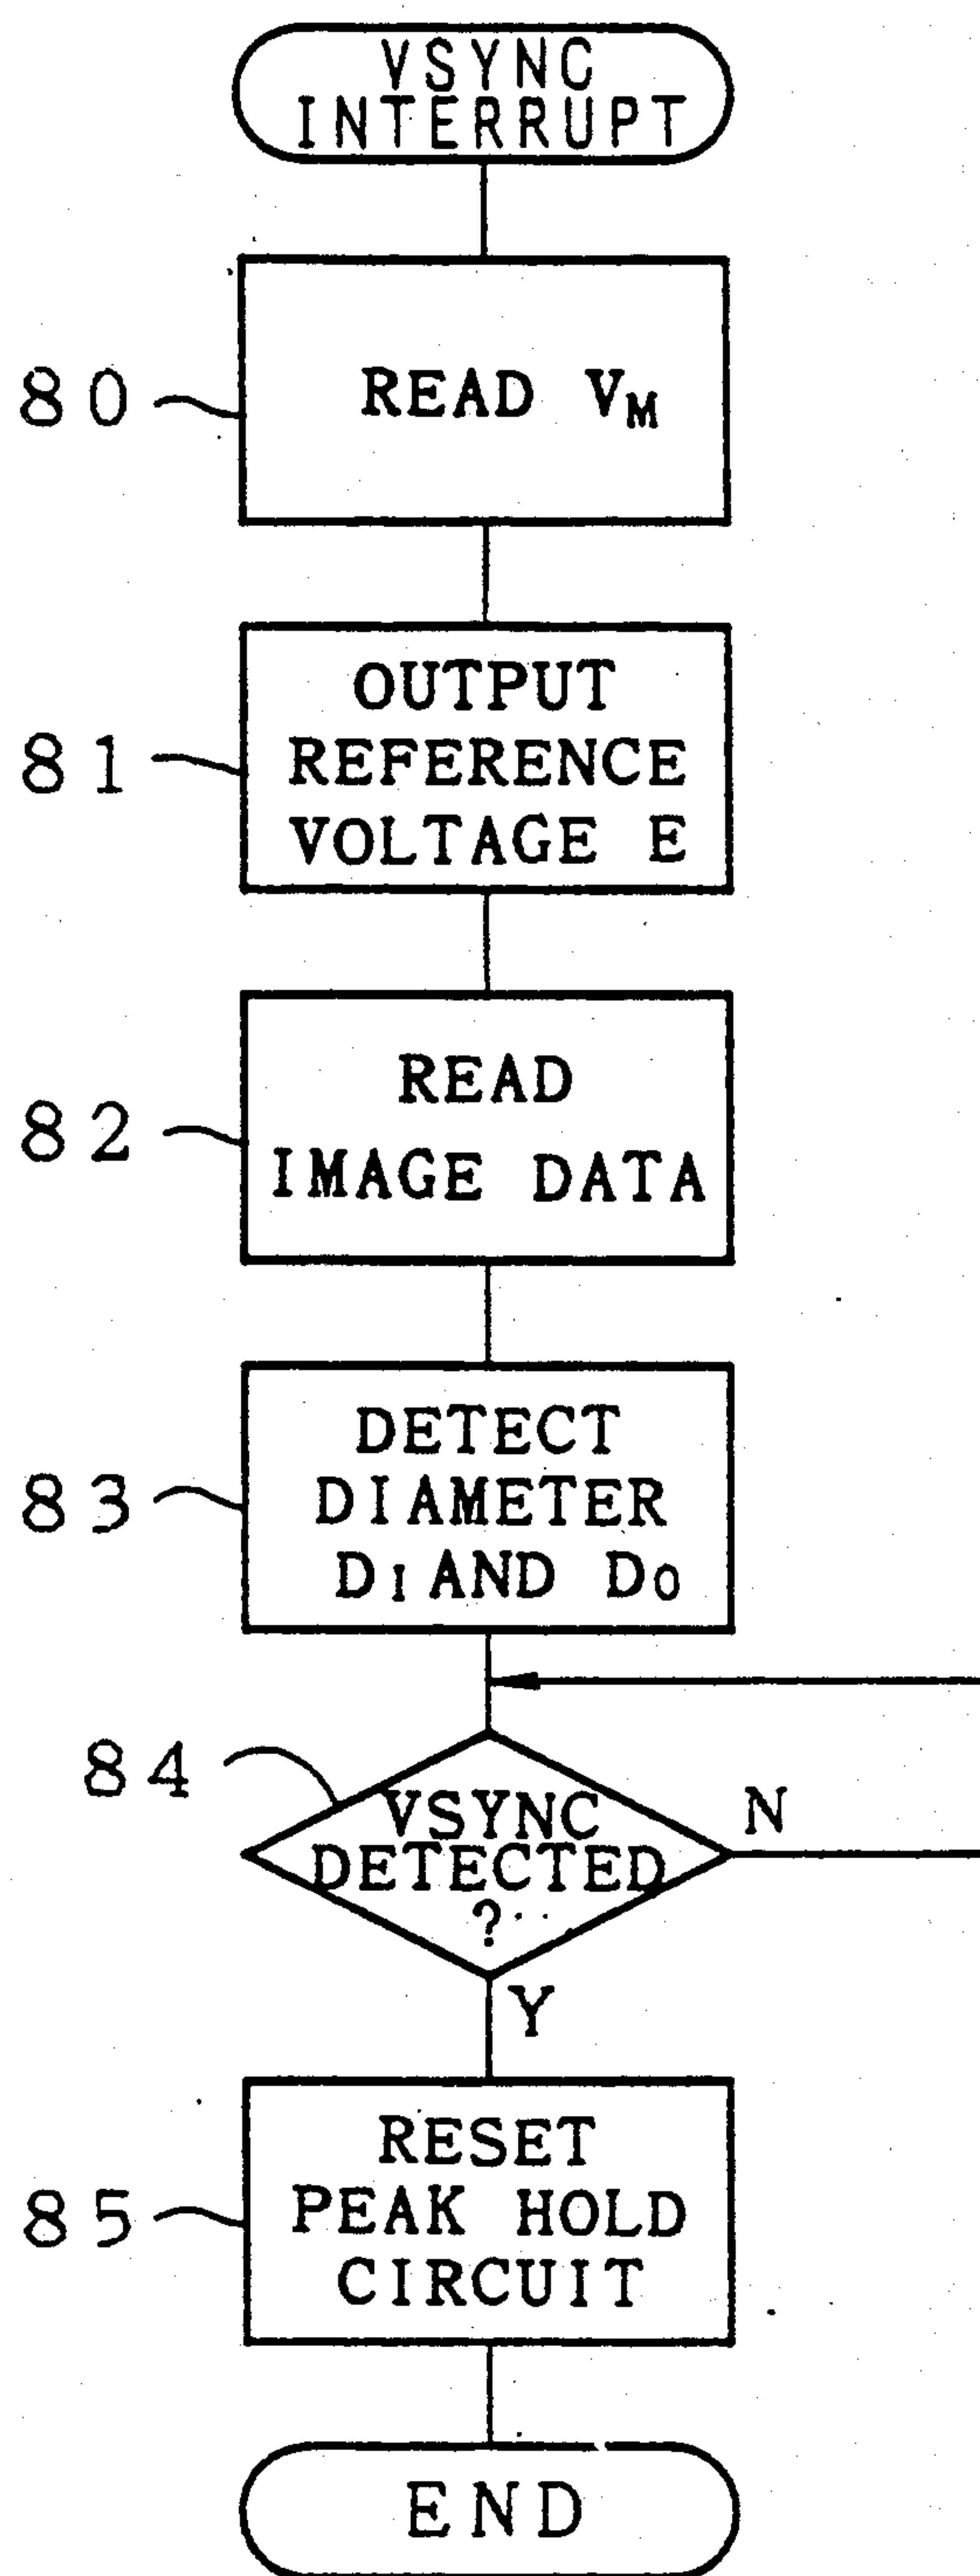 VSYNC
INTERRUPT
80
READ VM
81
OUTPUT
REFERENCE
VOLTAGE E
82
READ
IMAGE DATA
83
DETECT
DIAMETER
DI AND DO
84
VSYNC
DETECTED
?
N
Y
85
RESET
PEAK HOLD
CIRCUIT
END